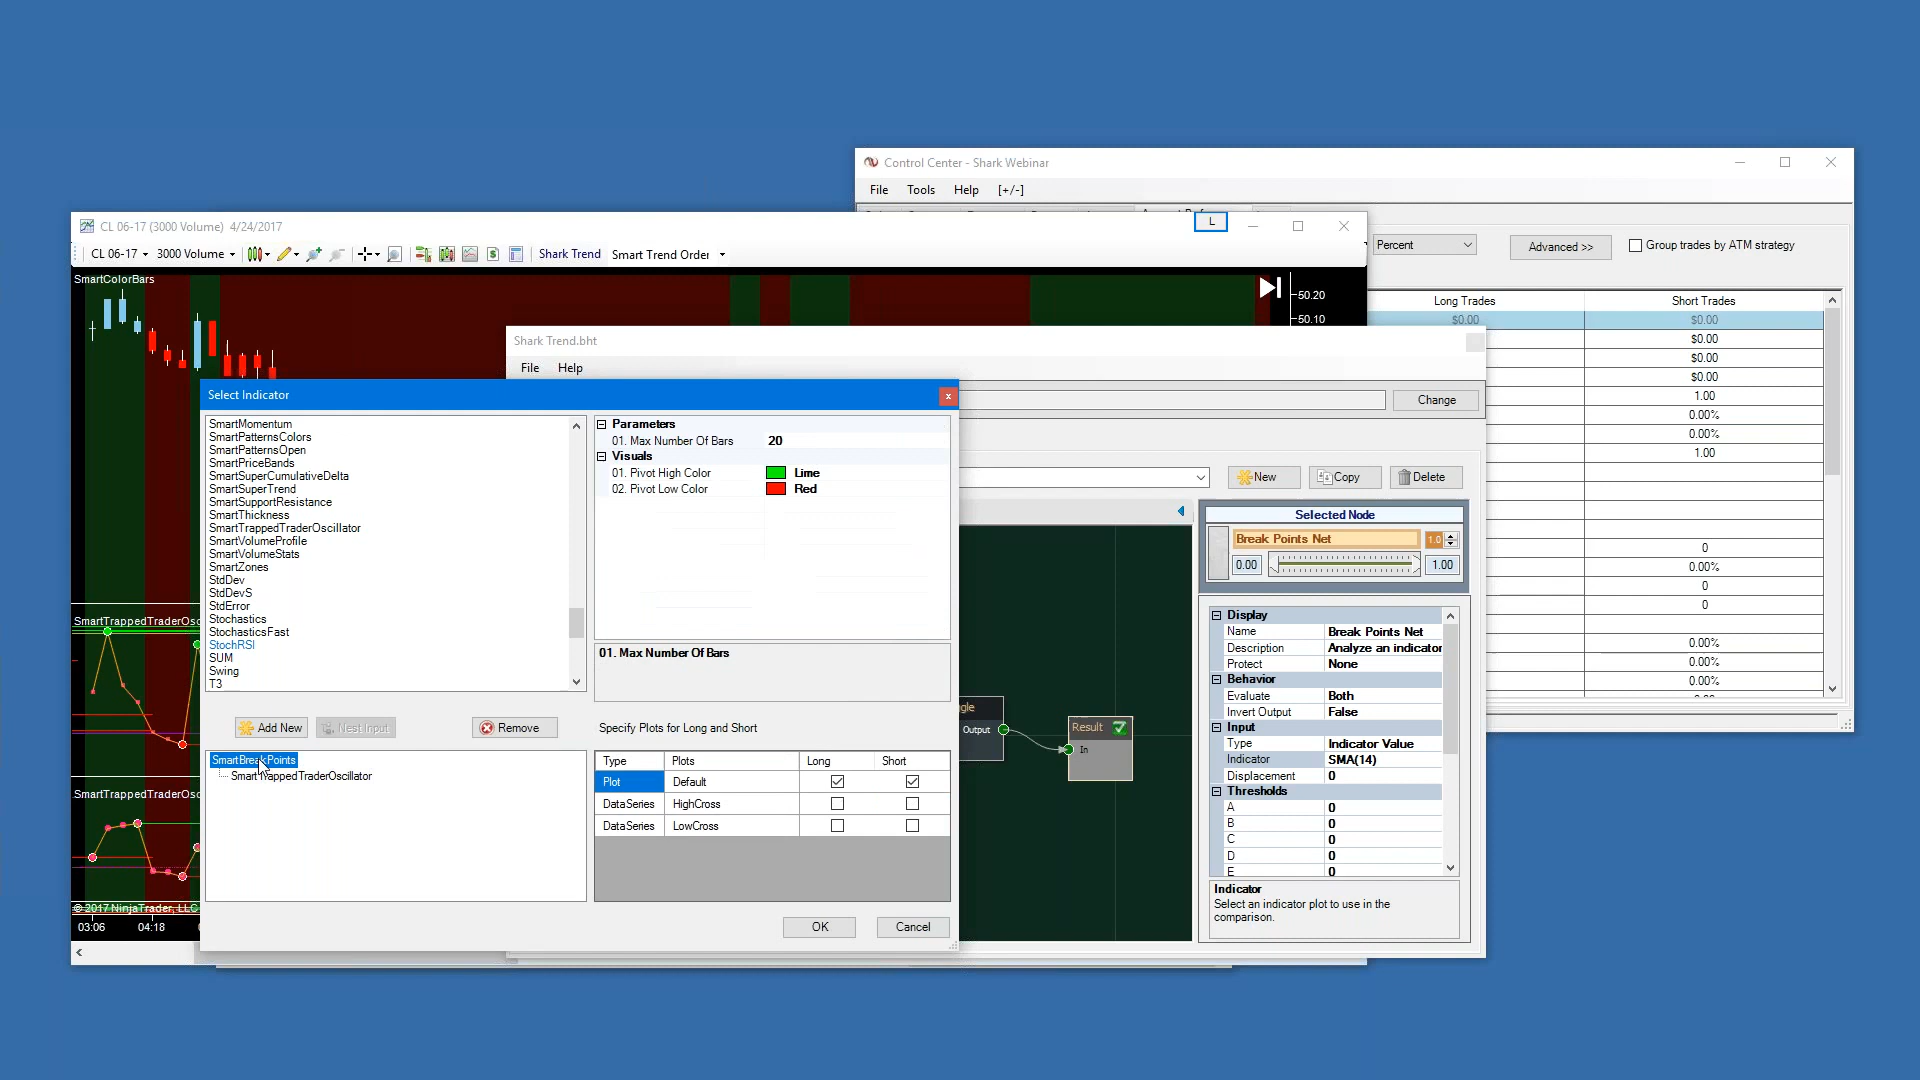 Control Center - Shark Webinar
File Tools Help [+/-]
CL 06-17 (3000 Volume) 4/24/2017
L
CL 06-17 3000 Volume Shark Trend Smart Trend Order
Percent
Advanced >>
Group trades by ATM strategy
SmartColorBars
50.20
50.10
Long Trades Short Trades
$0.00 $0.00
$0.00
$0.00
$0.00
1.00
0.00%
0.00%
1.00
0
0.00%
0
0
0.00%
0.00%
0.00%
Shark Trend.bht
File Help
Change
New Copy Delete
Select Indicator
SmartMomentum
SmartPatternsColors
SmartPatternsOpen
SmartPriceBands
SmartSuperCumulativeDelta
SmartSuperTrend
SmartSupportResistance
SmartThickness
SmartTrappedTraderOscillator
SmartVolumeProfile
SmartVolumeStats
SmartZones
StdDev
StdDevS
StdError
Stochastics
StochasticsFast
StochRSI
SUM
Swing
T3
Parameters
01. Max Number Of Bars 20
Visuals
01. Pivot High Color Lime
02. Pivot Low Color Red
01. Max Number Of Bars
Add New Nest Input Remove
Specify Plots for Long and Short
SmartBreakPoints
SmartTrappedTraderOscillator
Type Plots Long Short
Plot Default
DataSeries HighCross
DataSeries LowCross
OK Cancel
SmartTrappedTraderOsc
SmartTrappedTraderOsc
© 2017 NinjaTrader, LLC
03:06 04:18
Output
Result
In
Selected Node
Break Points Net 1.0
0.00 1.00
Display
Name Break Points Net
Description Analyze an indicator
Protect None
Behavior
Evaluate Both
Invert Output False
Input
Type Indicator Value
Indicator SMA(14)
Displacement 0
Thresholds
A 0
B 0
C 0
D 0
E 0
Indicator
Select an indicator plot to use in the
comparison.